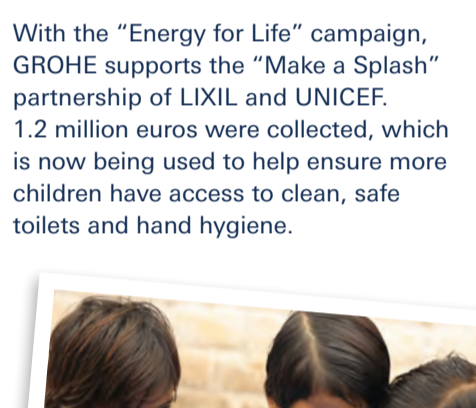 With the “Energy for Life” campaign,
GROHE supports the “Make a Splash”
partnership of LIXIL and UNICEF.
1.2 million euros were collected, which
is now being used to help ensure more
children have access to clean, safe
toilets and hand hygiene.